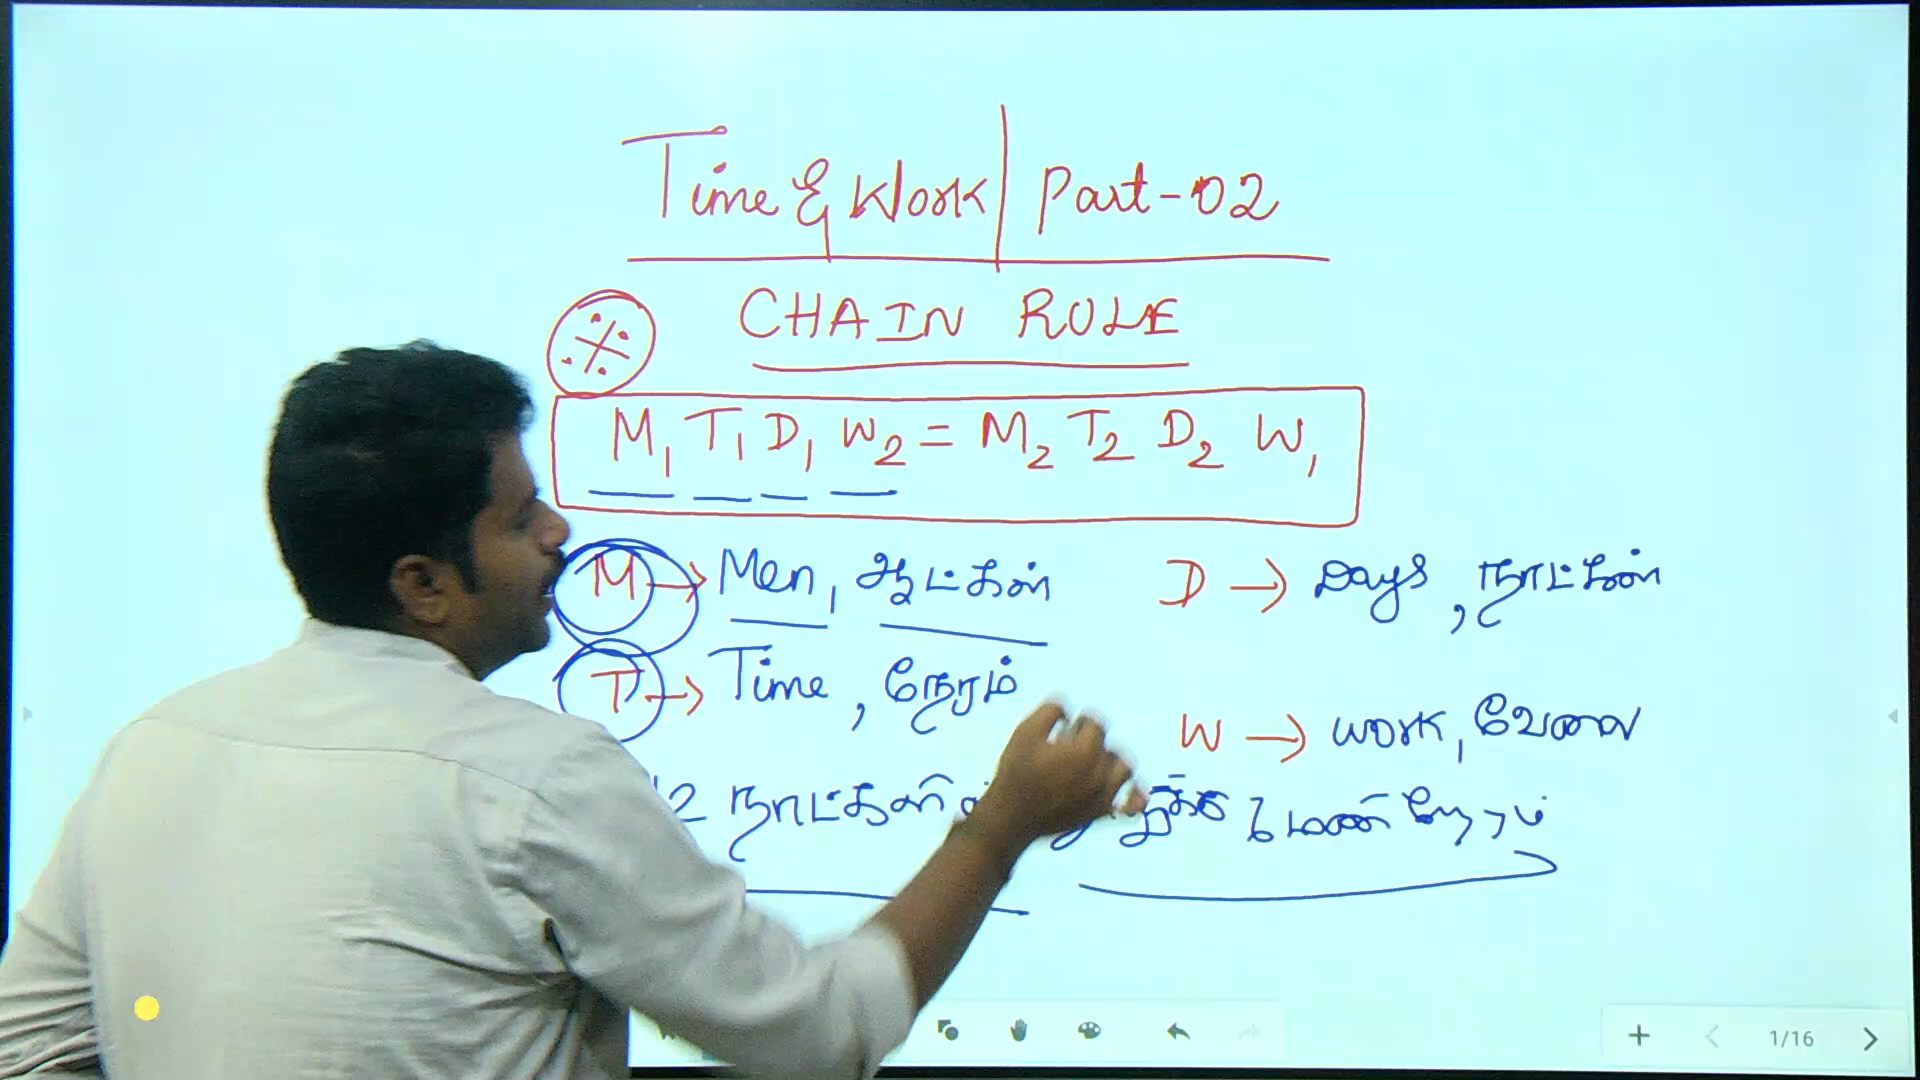 Time & Work | Part-02
CHAIN RULE
M1 T1 D1 W2 = M2 T2 D2 W1
M → Men, ஆட்கள்
D → Days, நாட்கள்
T → Time, நேரம்
W → Work, வேலை
நாட்களில் மணி நேரம்
1/16